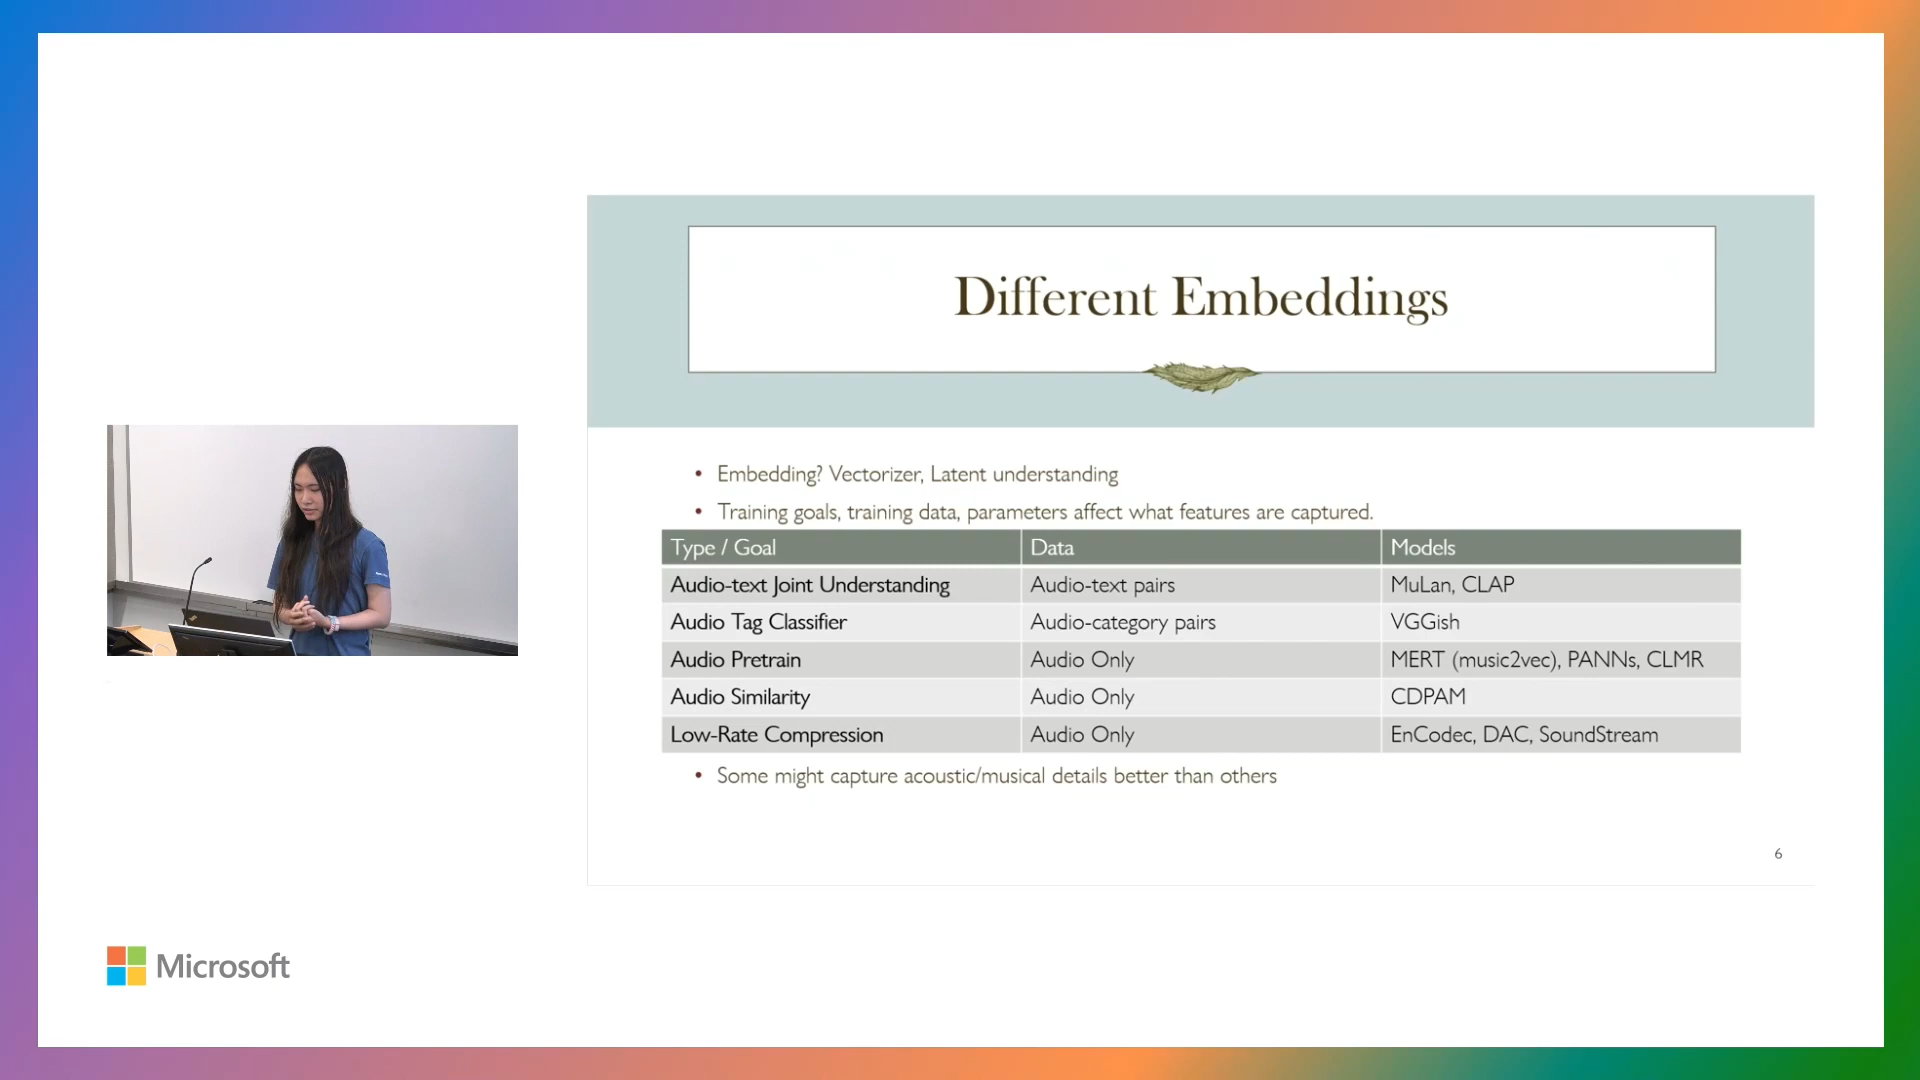 Different Embeddings
• Embedding? Vectorizer, Latent understanding
• Training goals, training data, parameters affect what features are captured.
Type / Goal Data Models
Audio-text Joint Understanding Audio-text pairs MuLan, CLAP
Audio Tag Classifier Audio-category pairs VGGish
Audio Pretrain Audio Only MERT (music2vec), PANNs, CLMR
Audio Similarity Audio Only CDPAM
Low-Rate Compression Audio Only EnCodec, DAC, SoundStream
• Some might capture acoustic/musical details better than others
6
Microsoft